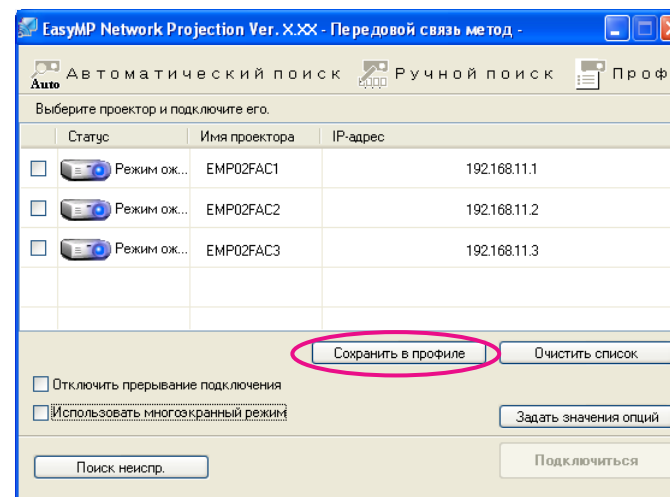 EasyMP Network Projection Ver. X.XX - Передовой связь метод -
Auto Автоматический поиск Ручной поиск Проф
Выберите проектор и подключите его.
Статус Имя проектора IP-адрес
Режим ож... EMP02FAC1 192.168.11.1
Режим ож... EMP02FAC2 192.168.11.2
Режим ож... EMP02FAC3 192.168.11.3
Сохранить в профиле Очистить список
Отключить прерывание подключения
Использовать многоэкранный режим Задать значения опций
Поиск неиспр. Подключиться